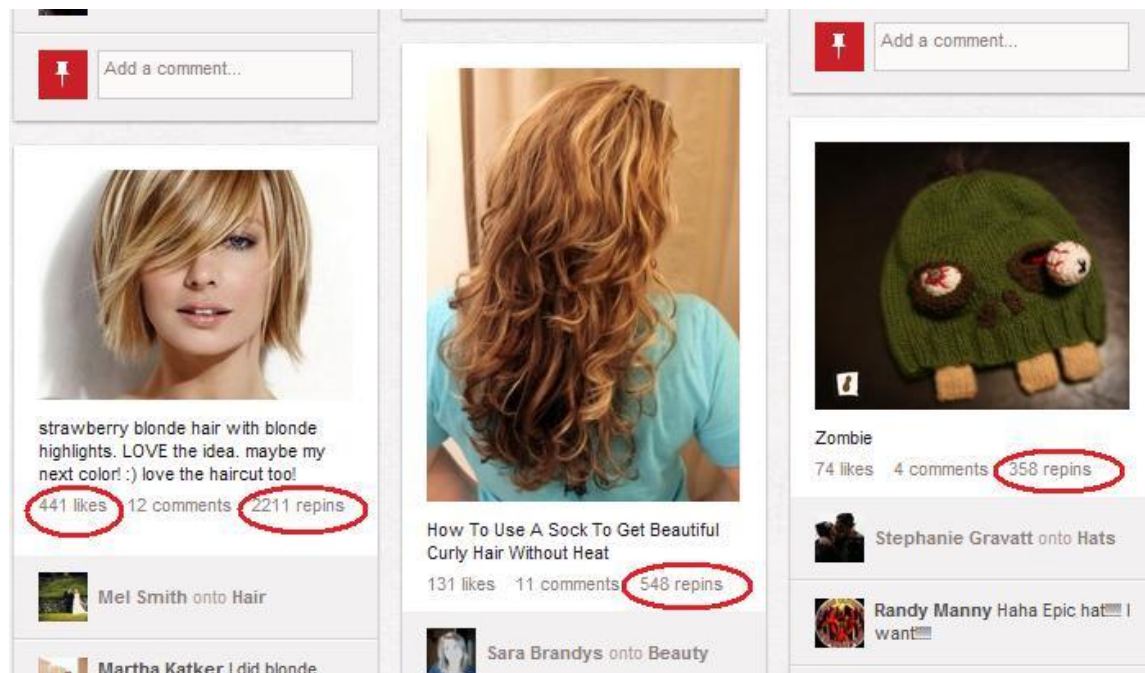 Add a comment...
strawberry blonde hair with blonde
highlights. LOVE the idea. maybe my
next color! :) love the haircut too!
441 likes 12 comments 2211 repins
Mel Smith onto Hair
Martha Katker I did blonde
How To Use A Sock To Get Beautiful
Curly Hair Without Heat
131 likes 11 comments 548 repins
Sara Brandys onto Beauty
Add a comment...
Zombie
74 likes 4 comments 358 repins
Stephanie Gravatt onto Hats
Randy Manny Haha Epic hat!!!! I
want!!!!